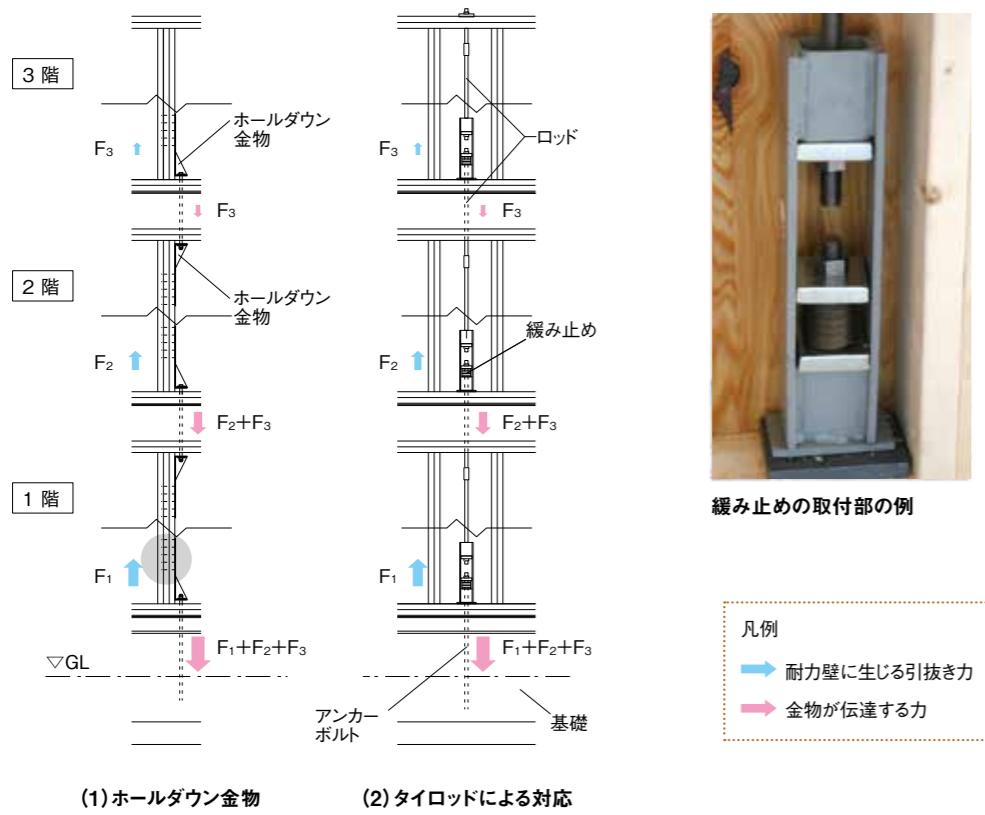 3階
ホールダウン
金物
F₃
F₃
2階
ホールダウン
金物
F₂
F₂+F₃
1階
F₁
F₁+F₂+F₃
▽GL
(1)ホールダウン金物
ロッド
F₃
F₃
緩み止め
F₂
F₂+F₃
F₁
F₁+F₂+F₃
アンカー
ボルト
基礎
(2)タイロッドによる対応
緩み止めの取付部の例
凡例
耐力壁に生じる引抜き力
金物が伝達する力